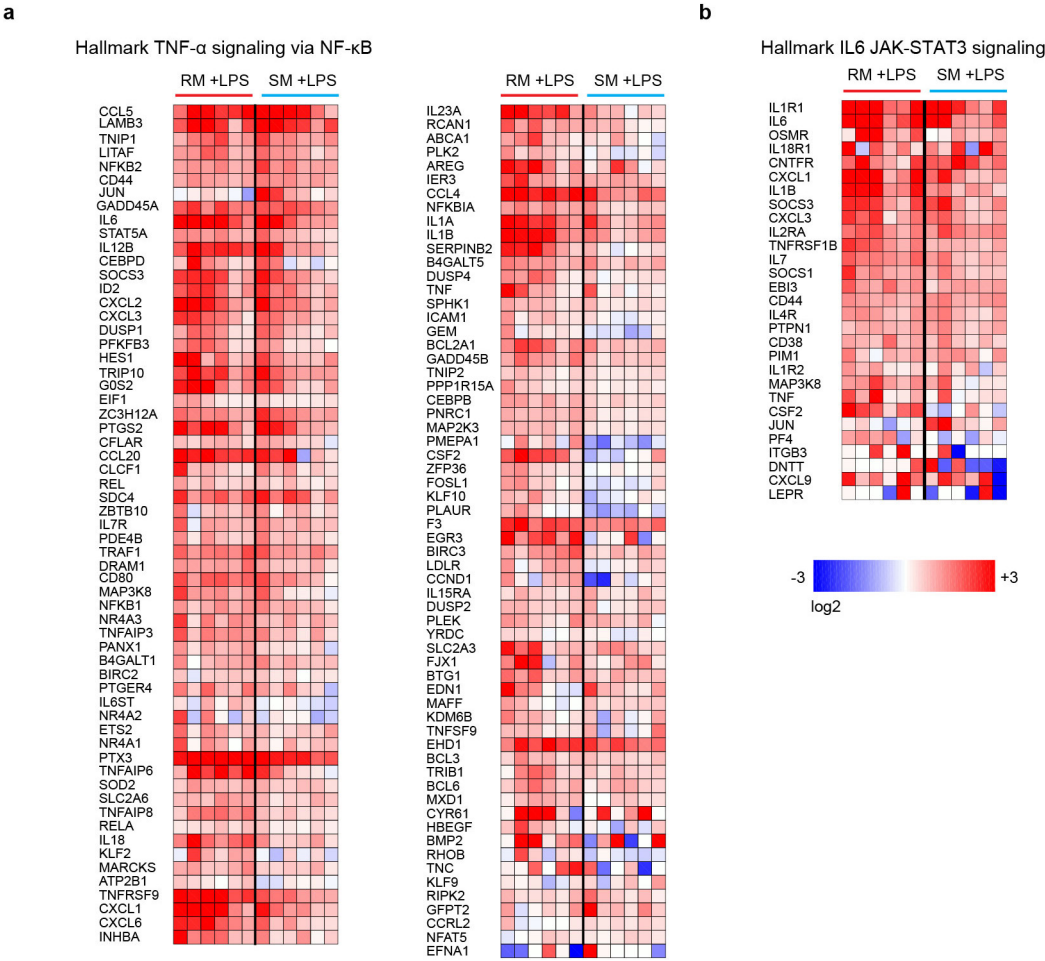 a
Hallmark TNF-α signaling via NF-κB
RM +LPS SM +LPS
CCL5
LAMB3
TNIP1
LITAF
NFKB2
CD44
JUN
GADD45A
IL6
STAT5A
IL12B
CEBPD
SOCS3
ID2
CXCL2
CXCL3
DUSP1
PFKFB3
HES1
TRIP10
G0S2
EIF1
ZC3H12A
PTGS2
CFLAR
CCL20
CLCF1
REL
SDC4
ZBTB10
IL7R
PDE4B
TRAF1
DRAM1
CD80
MAP3K8
NFKB1
NR4A3
TNFAIP3
PANX1
B4GALT1
BIRC2
PTGER4
IL6ST
NR4A2
ETS2
NR4A1
PTX3
TNFAIP6
SOD2
SLC2A6
TNFAIP8
RELA
IL18
KLF2
MARCKS
ATP2B1
TNFRSF9
CXCL1
CXCL6
INHBA
RM +LPS SM +LPS
IL23A
RCAN1
ABCA1
PLK2
AREG
IER3
CCL4
NFKBIA
IL1A
IL1B
SERPINB2
B4GALT5
DUSP4
TNF
SPHK1
ICAM1
GEM
BCL2A1
GADD45B
TNIP2
PPP1R15A
CEBPB
PNRC1
MAP2K3
PMEPA1
CSF2
ZFP36
FOSL1
KLF10
PLAUR
F3
EGR3
BIRC3
LDLR
CCND1
IL15RA
DUSP2
PLEK
YRDC
SLC2A3
FJX1
BTG1
EDN1
MAFF
KDM6B
TNFSF9
EHD1
BCL3
TRIB1
BCL6
MXD1
CYR61
HBEGF
BMP2
RHOB
TNC
KLF9
RIPK2
GFPT2
CCRL2
NFAT5
EFNA1
b
Hallmark IL6 JAK-STAT3 signaling
RM +LPS SM +LPS
IL1R1
IL6
OSMR
IL18R1
CNTFR
CXCL1
IL1B
SOCS3
CXCL3
IL2RA
TNFRSF1B
IL7
SOCS1
EBI3
CD44
IL4R
PTPN1
CD38
PIM1
IL1R2
MAP3K8
TNF
CSF2
JUN
PF4
ITGB3
DNTT
CXCL9
LEPR
-3 +3
log2